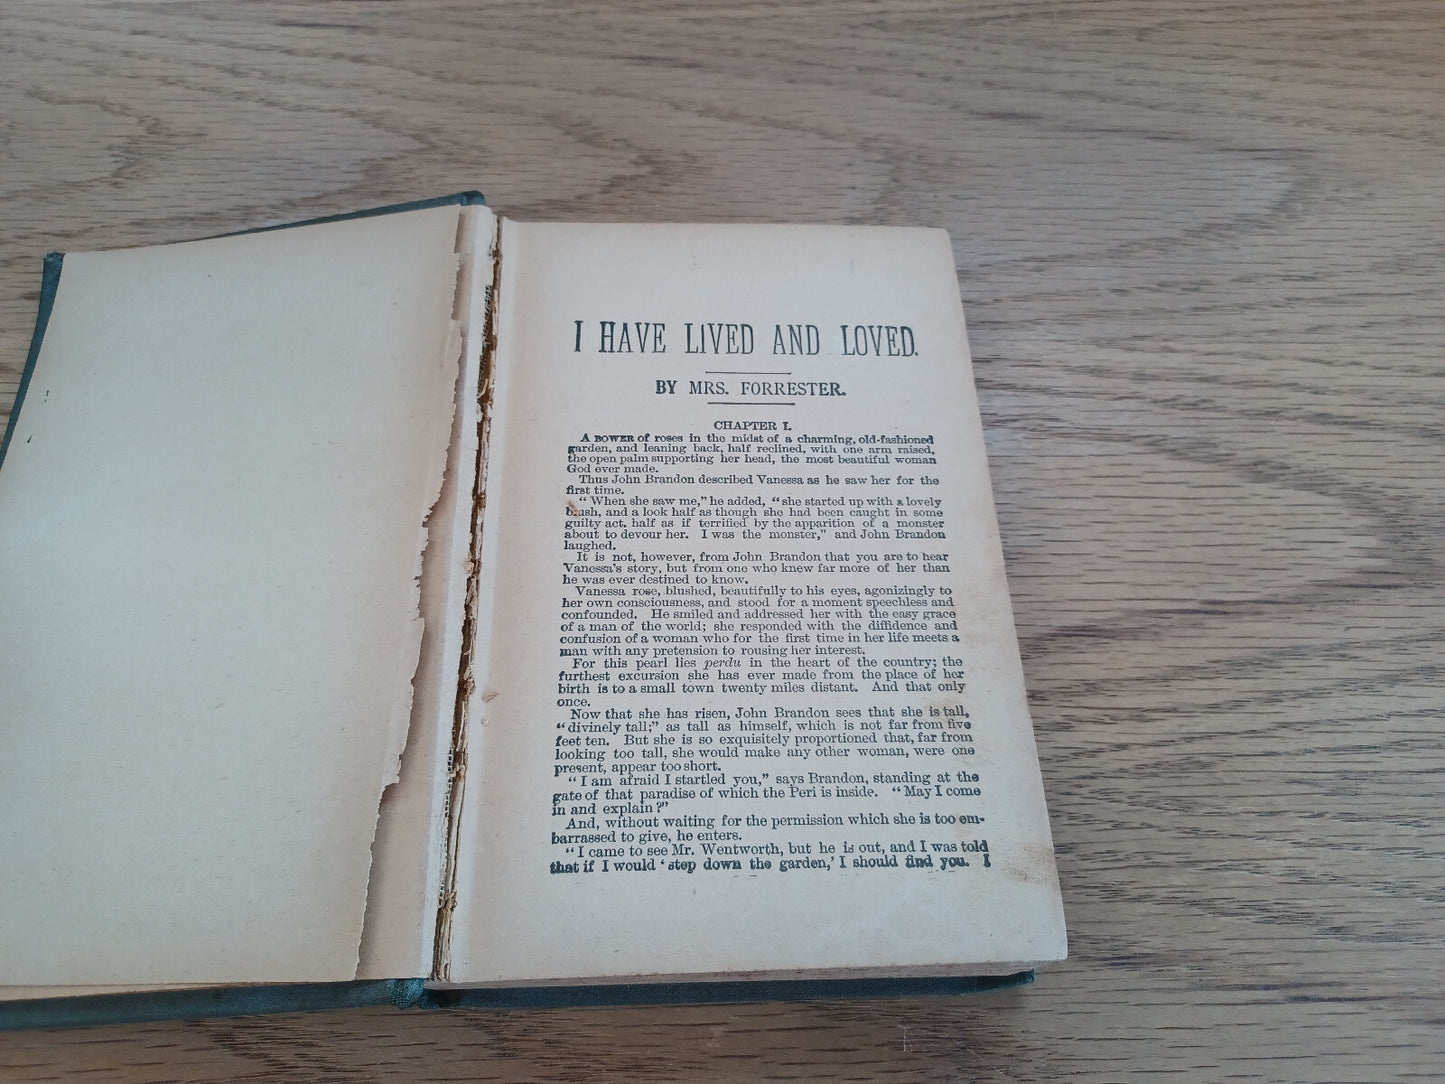 I HAVE LIVED AND LOVED.
BY MRS. FORRESTER.
CHAPTER I.
A BOWER of roses in the midst of a charming, old-fashioned
garden, and leaning back, half reclined, with one arm raised,
the open palm supporting her head, the most beautiful woman
God ever made.
Thus John Brandon described Vanessa as he saw her for the
first time.
“When she saw me,” he added, “she started up with a lovely
blush, and a look half as though she had been caught in some
guilty act, half as if terrified by the apparition of a monster
about to devour her. I was the monster,” and John Brandon
laughed.
It is not, however, from John Brandon that you are to hear
Vanessa's story, but from one who knew far more of her than
he was ever destined to know.
Vanessa rose, blushed, beautifully to his eyes, agonizingly to
her own consciousness, and stood for a moment speechless and
confounded. He smiled and addressed her with the easy grace
of a man of the world; she responded with the diffidence and
confusion of a woman who for the first time in her life meets a
man with any pretension to rousing her interest.
For this pearl lies perdu in the heart of the country; the
furthest excursion she has ever made from the place of her
birth is to a small town twenty miles distant. And that only
once.
Now that she has risen, John Brandon sees that she is tall,
“divinely tall;” as tall as himself, which is not far from five
feet ten. But she is so exquisitely proportioned that, far from
looking too tall, she would make any other woman, were one
present, appear too short.
“I am afraid I startled you,” says Brandon, standing at the
gate of that paradise of which the Peri is inside. “May I come
in and explain?”
And, without waiting for the permission which she is too em-
barrassed to give, he enters.
“I came to see Mr. Wentworth, but he is out, and I was told
that if I would ‘step down the garden,’ I should find you. I